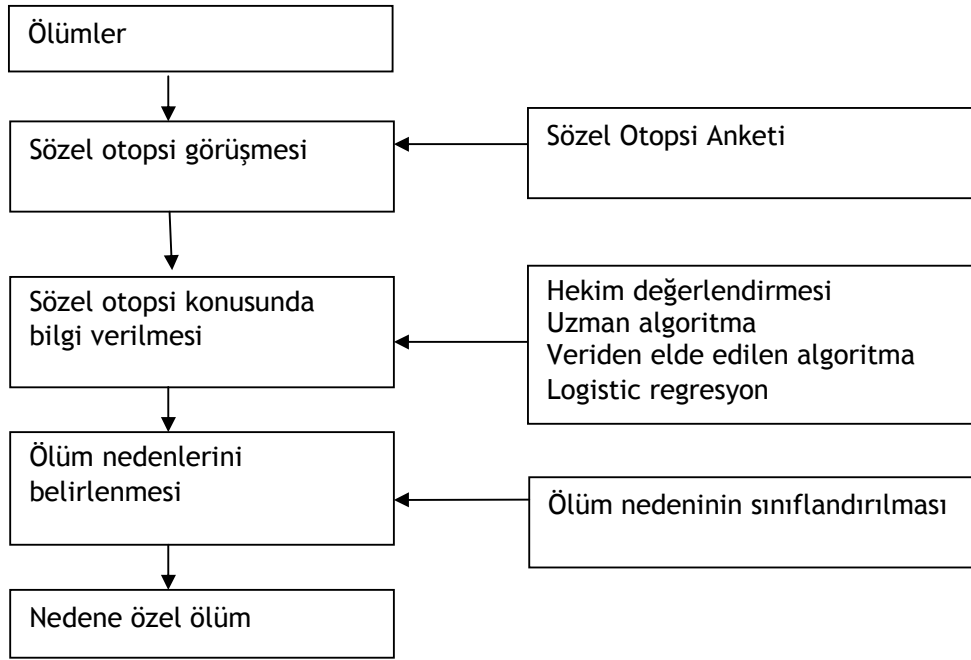 Ölümler
Sözel otopsi görüşmesi
Sözel Otopsi Anketi
Sözel otopsi konusunda
bilgi verilmesi
Hekim değerlendirmesi
Uzman algoritma
Veriden elde edilen algoritma
Logistic regresyon
Ölüm nedenlerini
belirlenmesi
Ölüm nedeninin sınıflandırılması
Nedene özel ölüm